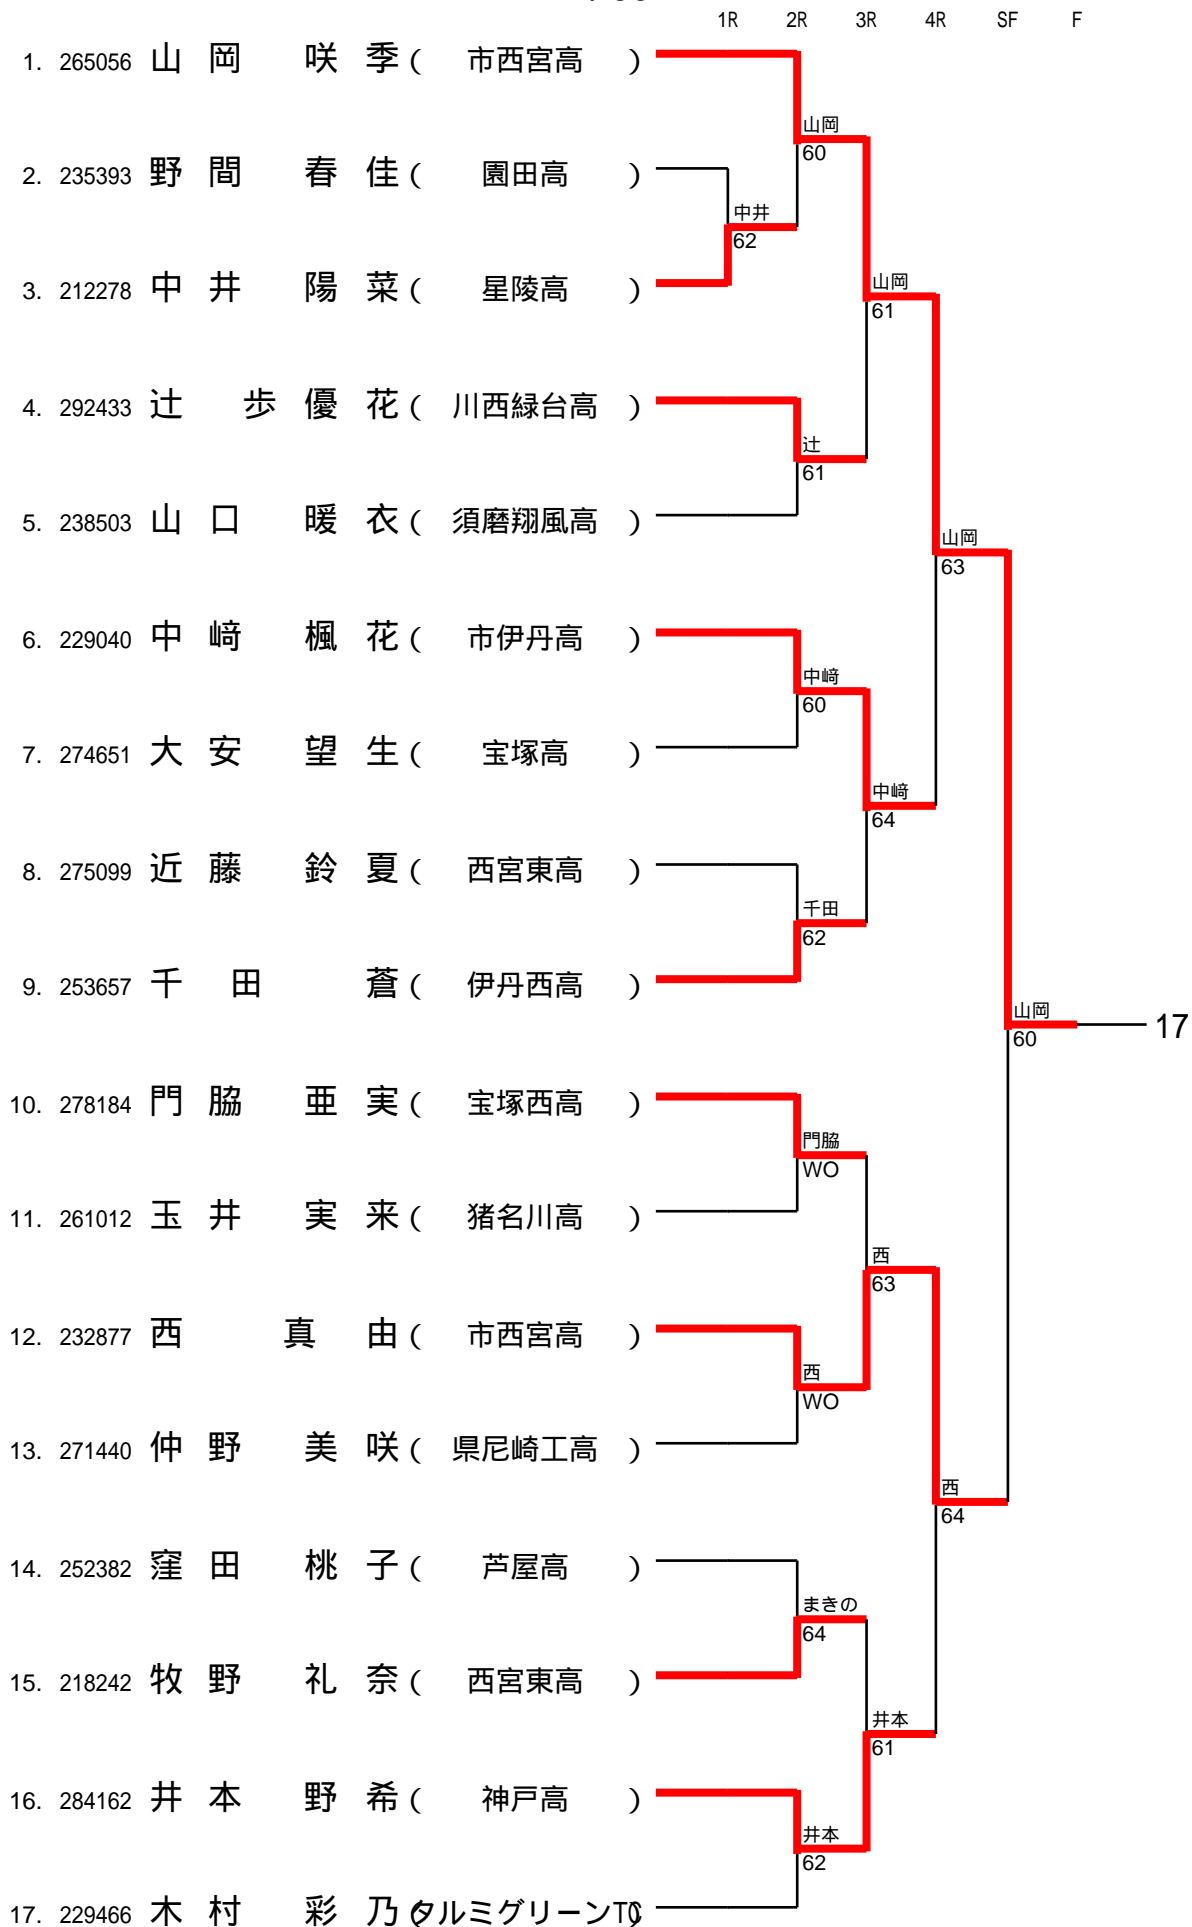 1R 2R 3R 4R SF F
1. 265056 山岡 咲季 ( 市西宮高 )
山岡
60
2. 235393 野間 春佳 ( 園田高 )
中井
62
3. 212278 中井 陽菜 ( 星陵高 )
山岡
61
4. 292433 辻 歩優花 ( 川西緑台高 )
辻
61
5. 238503 山口 暖衣 ( 須磨翔風高 )
山岡
63
6. 229040 中﨑 楓花 ( 市伊丹高 )
中﨑
60
7. 274651 大安 望生 ( 宝塚高 )
中﨑
64
8. 275099 近藤 鈴夏 ( 西宮東高 )
千田
62
9. 253657 千田 蒼 ( 伊丹西高 )
山岡
60
17
10. 278184 門脇 亜実 ( 宝塚西高 )
門脇
WO
11. 261012 玉井 実来 ( 猪名川高 )
西
63
12. 232877 西 真由 ( 市西宮高 )
西
WO
13. 271440 仲野 美咲 ( 県尼崎工高 )
西
64
14. 252382 窪田 桃子 ( 芦屋高 )
まきの
64
15. 218242 牧野 礼奈 ( 西宮東高 )
井本
61
16. 284162 井本 野希 ( 神戸高 )
井本
62
17. 229466 木村 彩乃 (タルミグリーンTC)